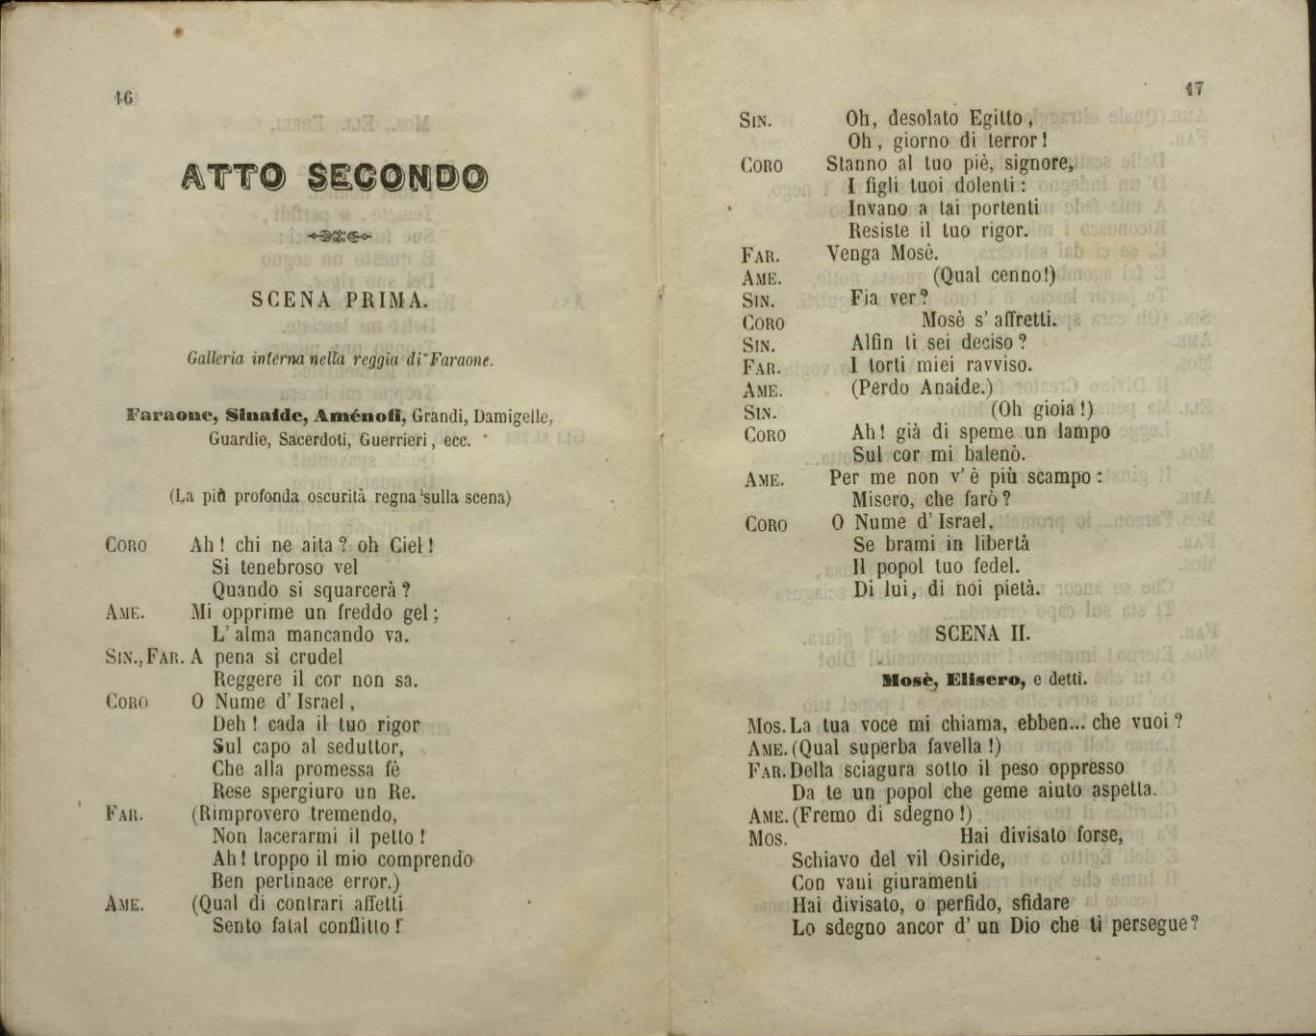 16
ATTO SECONDO
SCENA PRIMA.
Galleria interna nella reggia di Faraone.
Faraone, Sinaide, Aménofi, Grandi, Damigelle,
Guardie, Sacerdoti, Guerrieri, ecc.
(La più profonda oscurità regna sulla scena)
CORO Ah! chi ne aita? oh Ciel!
Si tenebroso vel
Quando si squarcerà?
AME. Mi opprime un freddo gel;
L'alma mancando va.
SIN., FAR. A pena sì crudel
Reggere il cor non sa.
CORO O Nume d'Israel,
Deh! cada il tuo rigor
Sul capo al seduttor,
Che alla promessa fè
Rese spergiuro un Re.
FAR. (Rimprovero tremendo,
Non lacerarmi il petto!
Ah! troppo il mio comprendo
Ben pertinace error.)
AME. (Qual di contrari affetti
Sento fatal conflitto!
17
SIN. Oh, desolato Egitto,
Oh, giorno di terror!
CORO Stanno al tuo piè, signore,
I figli tuoi dolenti:
Invano a tai portenti
Resiste il tuo rigor.
FAR. Venga Mosè.
AME. (Qual cenno!)
SIN. Fia ver?
CORO Mosè s'affretti.
SIN. Alfin ti sei deciso?
FAR. I torti miei ravviso.
AME. (Perdo Anaide.)
SIN. (Oh gioia!)
CORO Ah! già di speme un lampo
Sul cor mi balenò.
AME. Per me non v'è più scampo:
Misero, che farò?
CORO O Nume d'Israel,
Se brami in libertà
Il popol tuo fedel.
Di lui, di noi pietà.
SCENA II.
Mosè, Elisero, e detti.
MOS. La tua voce mi chiama, ebben... che vuoi?
AME. (Qual superba favella!)
FAR. Della sciagura sotto il peso oppresso
Da te un popol che geme aiuto aspetta.
AME. (Fremo di sdegno!)
MOS. Hai divisato forse,
Schiavo del vil Osiride,
Con vani giuramenti
Hai divisato, o perfido, sfidare
Lo sdegno ancor d'un Dio che ti persegue?